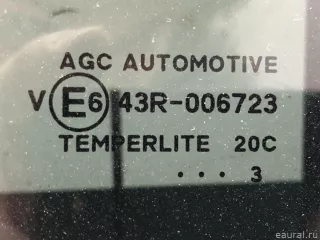 AGC AUTOMOTIVE
V E6 43R-006723
TEMPERLITE 20C
... 3
eaural.ru